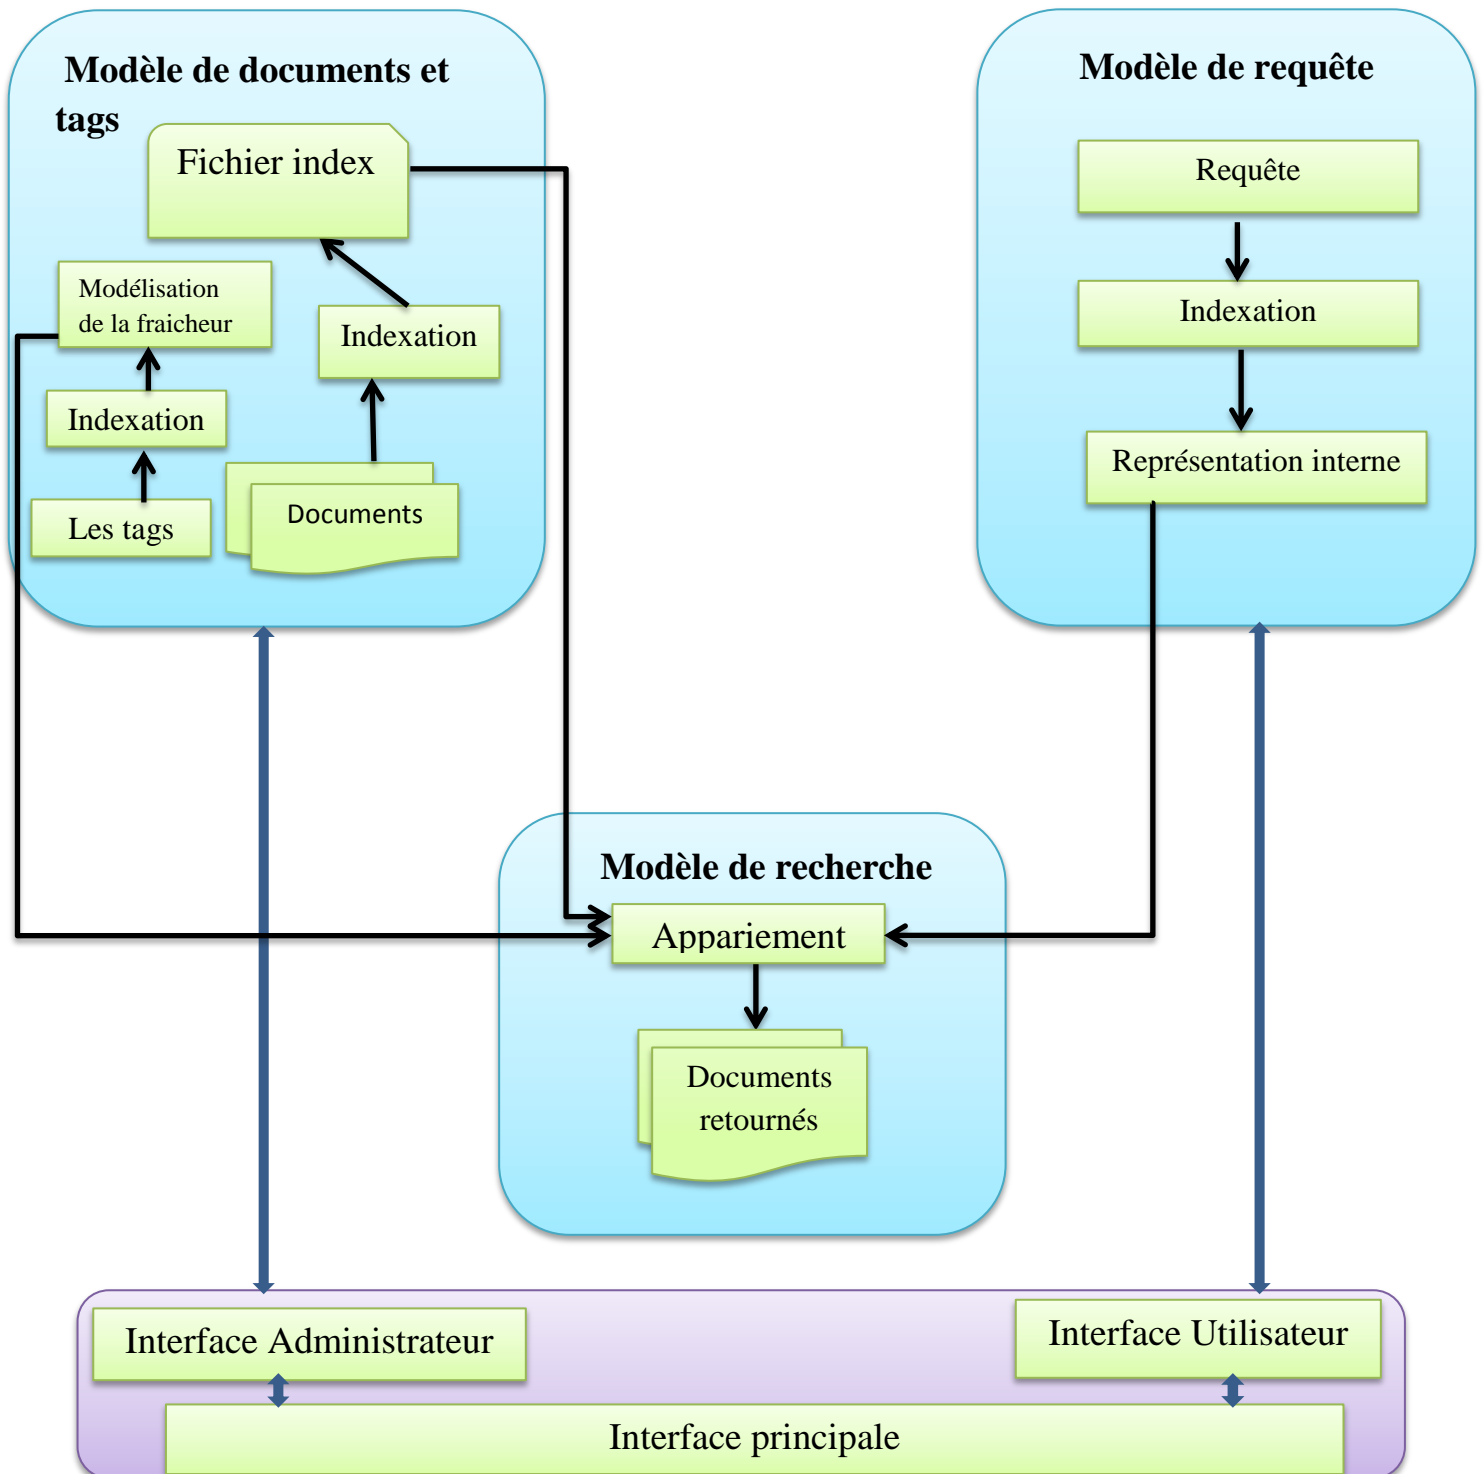 Modèle de documents et
tags
Fichier index
Modélisation
de la fraicheur
Indexation
Indexation
Les tags
Documents
Modèle de requête
Requête
Indexation
Représentation interne
Modèle de recherche
Appariement
Documents
retournés
Interface Administrateur
Interface Utilisateur
Interface principale